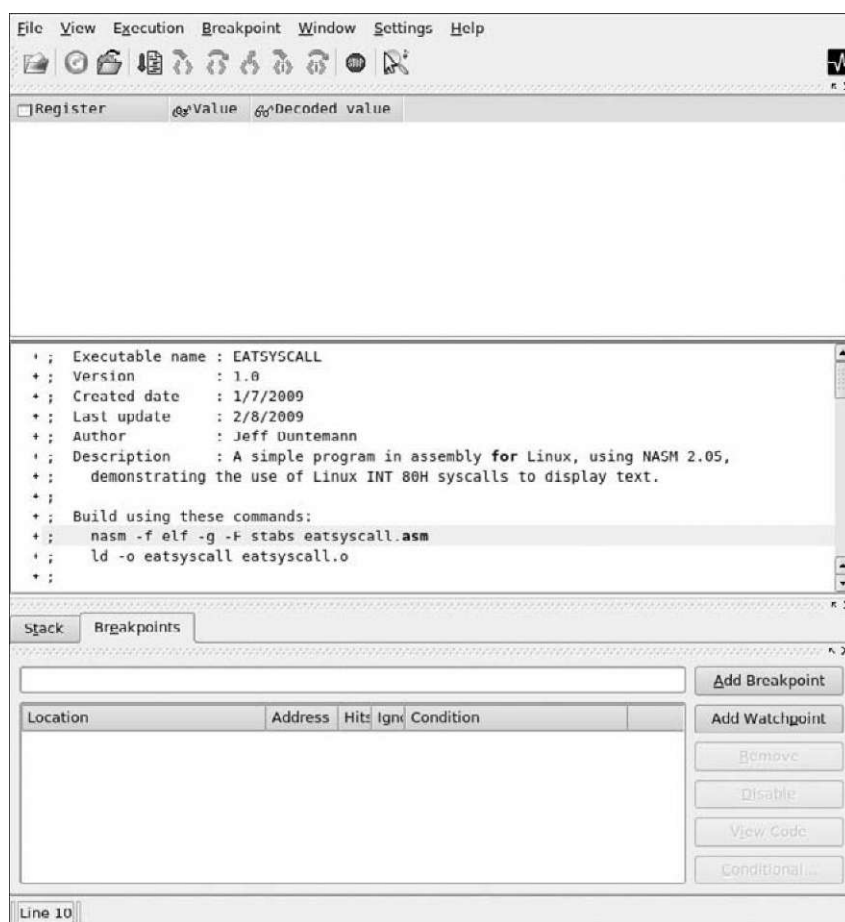 File View Execution Breakpoint Window Settings Help
STOP
Register Value Decoded value
+ ; Executable name : EATSYSCALL
+ ; Version : 1.0
+ ; Created date : 1/7/2009
+ ; Last update : 2/8/2009
+ ; Author : Jeff Duntemann
+ ; Description : A simple program in assembly for Linux, using NASM 2.05,
+ ; demonstrating the use of Linux INT 80H syscalls to display text.
+ ;
+ ; Build using these commands:
+ ; nasm -f elf -g -F stabs eatsyscall.asm
+ ; ld -o eatsyscall eatsyscall.o
+ ;
Stack Breakpoints
Add Breakpoint
Location Address Hits Igno Condition
Add Watchpoint
Remove
Disable
View Code
Conditional...
Line 10